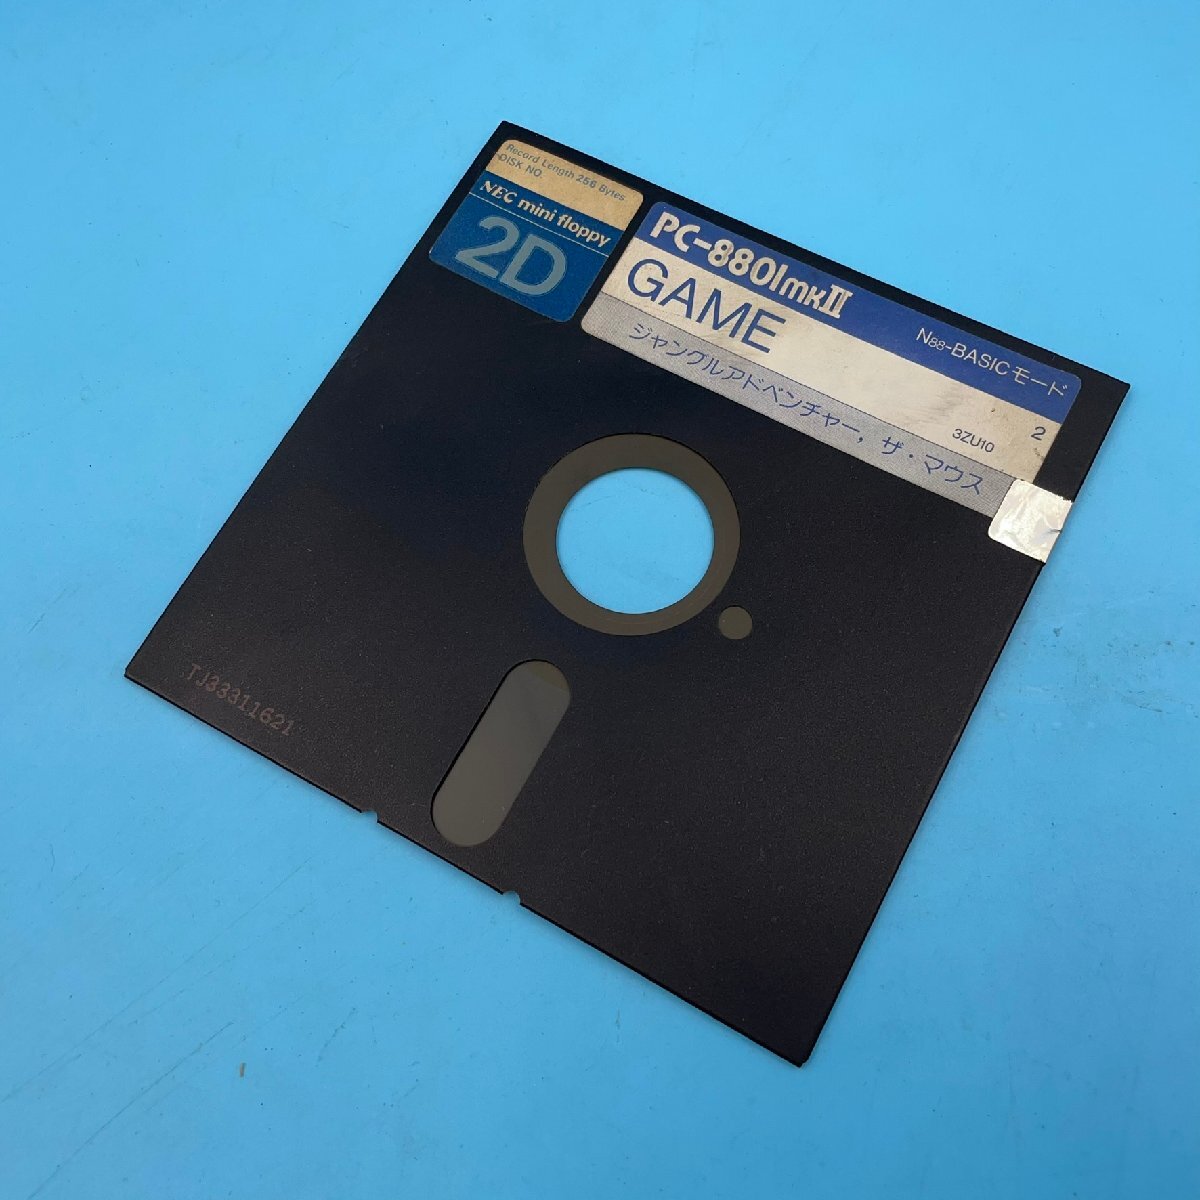 Record Length 256 Bytes
DISK NO.
NEC mini floppy
2D
PC-8801mkII
N88-BASICモード
GAME
2
3ZU10
ジャングルアドベンチャー, ザ・マウス
TJ33311621